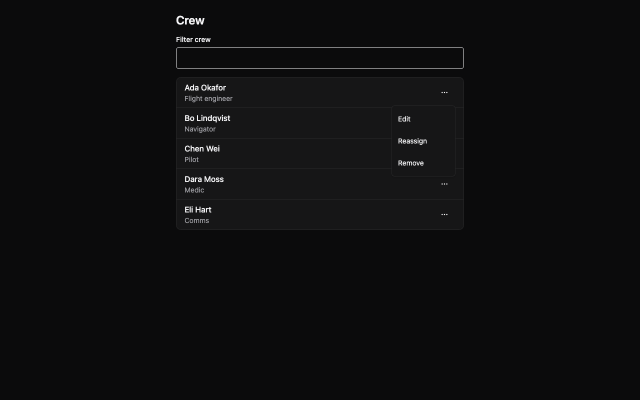 Crew
Filter crew
Ada Okafor
Flight engineer
...
Bo Lindqvist
Navigator
Edit
Chen Wei
Pilot
Reassign
Remove
Dara Moss
Medic
...
Eli Hart
Comms
...